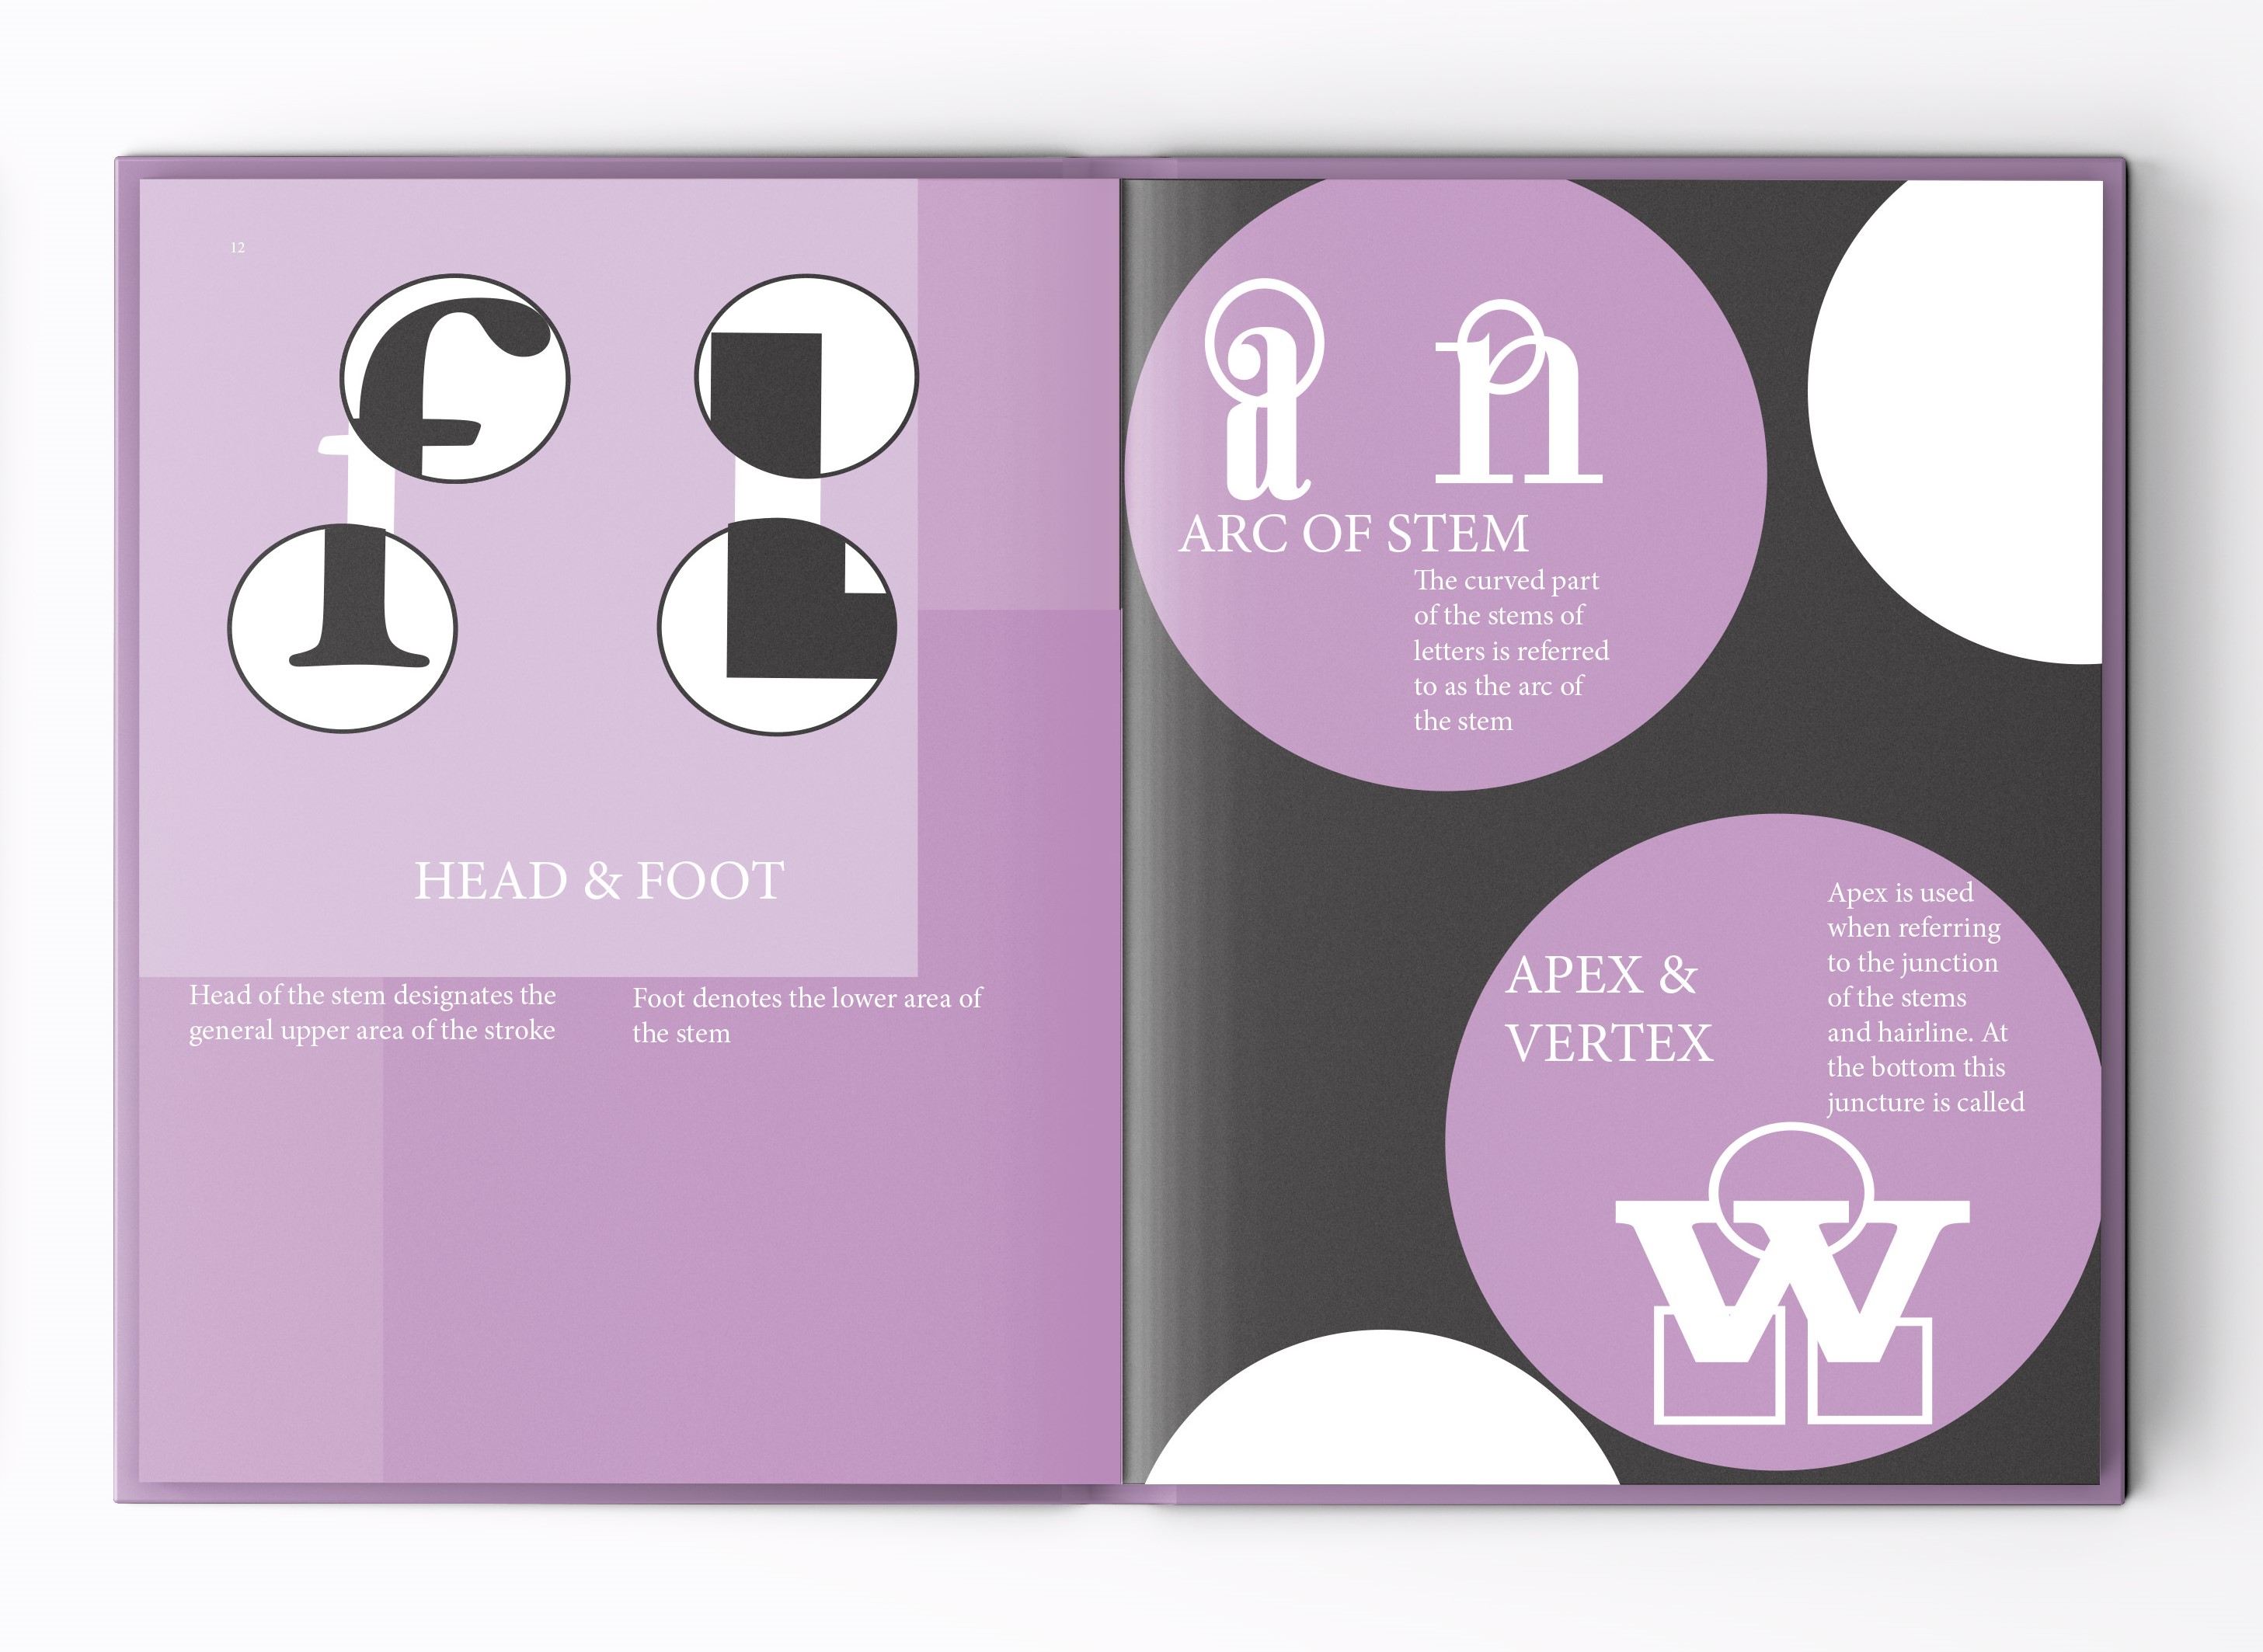 12
f L
HEAD & FOOT
Head of the stem designates the
general upper area of the stroke
Foot denotes the lower area of
the stem
a n
ARC OF STEM
The curved part
of the stems of
letters is referred
to as the arc of
the stem
APEX &
VERTEX
Apex is used
when referring
to the junction
of the stems
and hairline. At
the bottom this
juncture is called
w